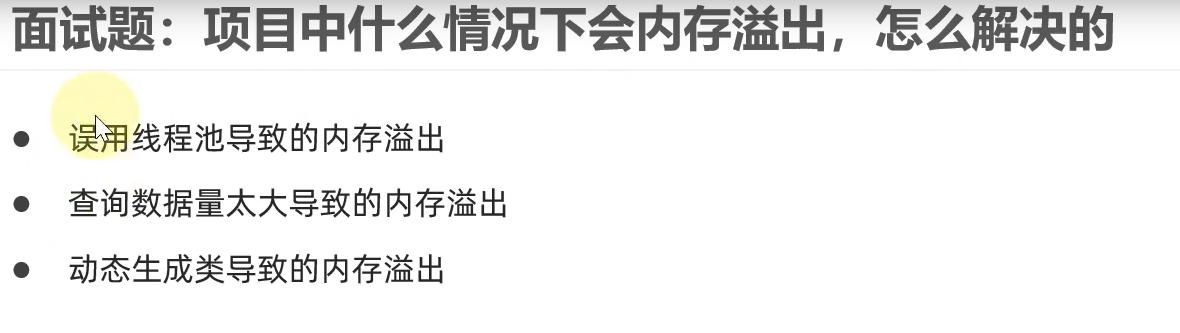 面试题：项目中什么情况下会内存溢出，怎么解决的
● 误用线程池导致的内存溢出
● 查询数据量太大导致的内存溢出
● 动态生成类导致的内存溢出